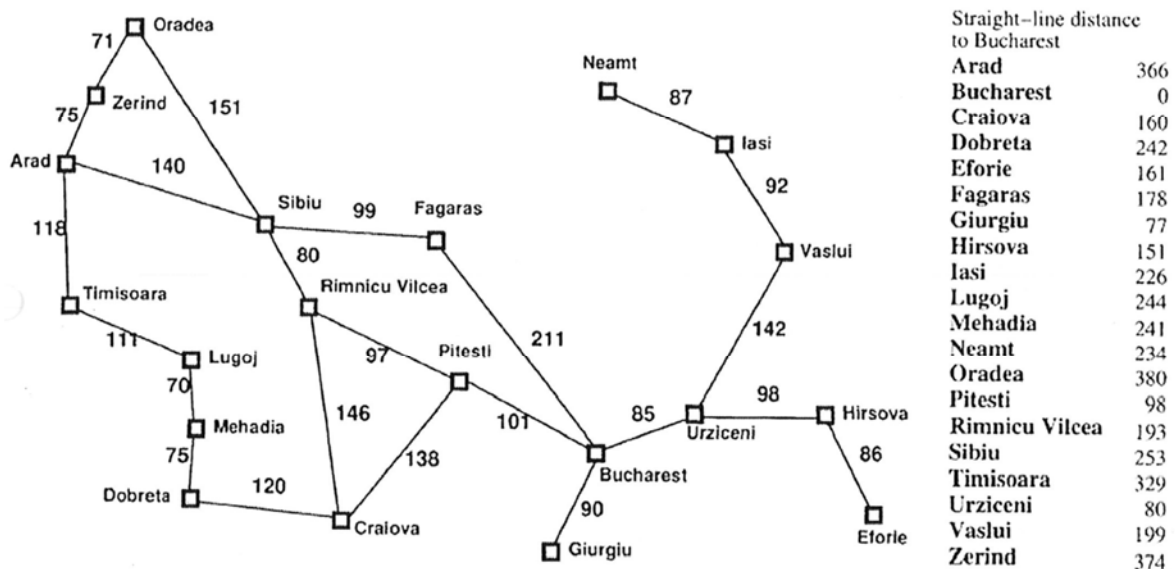 Oradea
71
Neamt
Zerind
87
75
151
Iasi
Arad
140
92
Sibiu
99
Fagaras
118
80
Vaslui
Timisoara
Rimnicu Vilcea
142
111
Lugoj
97
Pitesti
211
70
98
Hirsova
146
85
Mehadia
101
Urziceni
86
75
138
Bucharest
120
Dobreta
90
Craiova
Eforie
Giurgiu
Straight-line distance
to Bucharest
Arad 366
Bucharest 0
Craiova 160
Dobreta 242
Eforie 161
Fagaras 178
Giurgiu 77
Hirsova 151
Iasi 226
Lugoj 244
Mehadia 241
Neamt 234
Oradea 380
Pitesti 98
Rimnicu Vilcea 193
Sibiu 253
Timisoara 329
Urziceni 80
Vaslui 199
Zerind 374